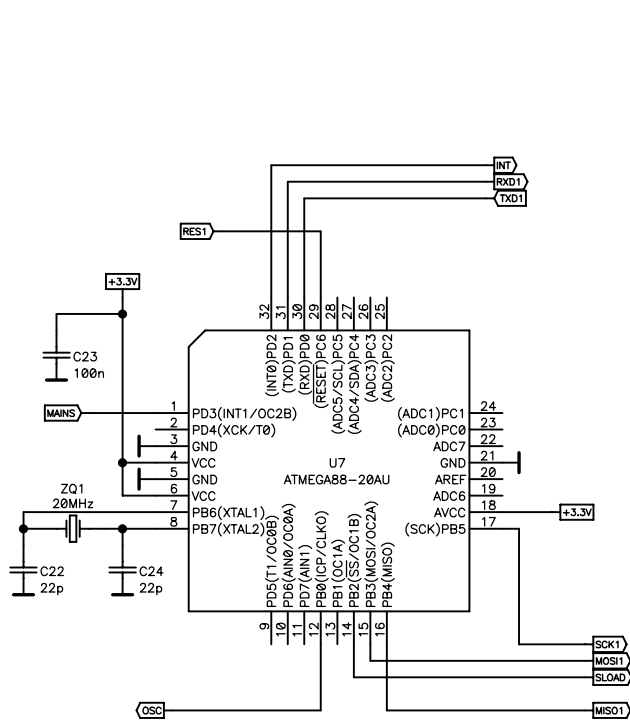 INT
RXD1
TXD1
RES1
+3.3V
32
31
30
29
28
27
26
25
C23
100n
(INT0)PD2
(TXD)PD1
(RXD)PD0
(RESET)PC6
(ADC5/SCL)PC5
(ADC4/SDA)PC4
(ADC3)PC3
(ADC2)PC2
MAINS
1 PD3(INT1/OC2B)
2 PD4(XCK/T0)
3 GND
4 VCC
5 GND
6 VCC
7 PB6(XTAL1)
8 PB7(XTAL2)
U7
ATMEGA88-20AU
(ADC1)PC1 24
(ADC0)PC0 23
ADC7 22
GND 21
AREF 20
ADC6 19
AVCC 18
(SCK)PB5 17
+3.3V
ZQ1
20MHz
C22
22p
C24
22p
PD5(T1/OC0B)
PD6(AIN0/OC0A)
PD7(AIN1)
PB0(ICP/CLKO)
PB1(OC1A)
PB2(SS/OC1B)
PB3(MOSI/OC2A)
PB4(MISO)
9
10
11
12
13
14
15
16
SCK1
MOSI1
SLOAD
OSC
MISO1